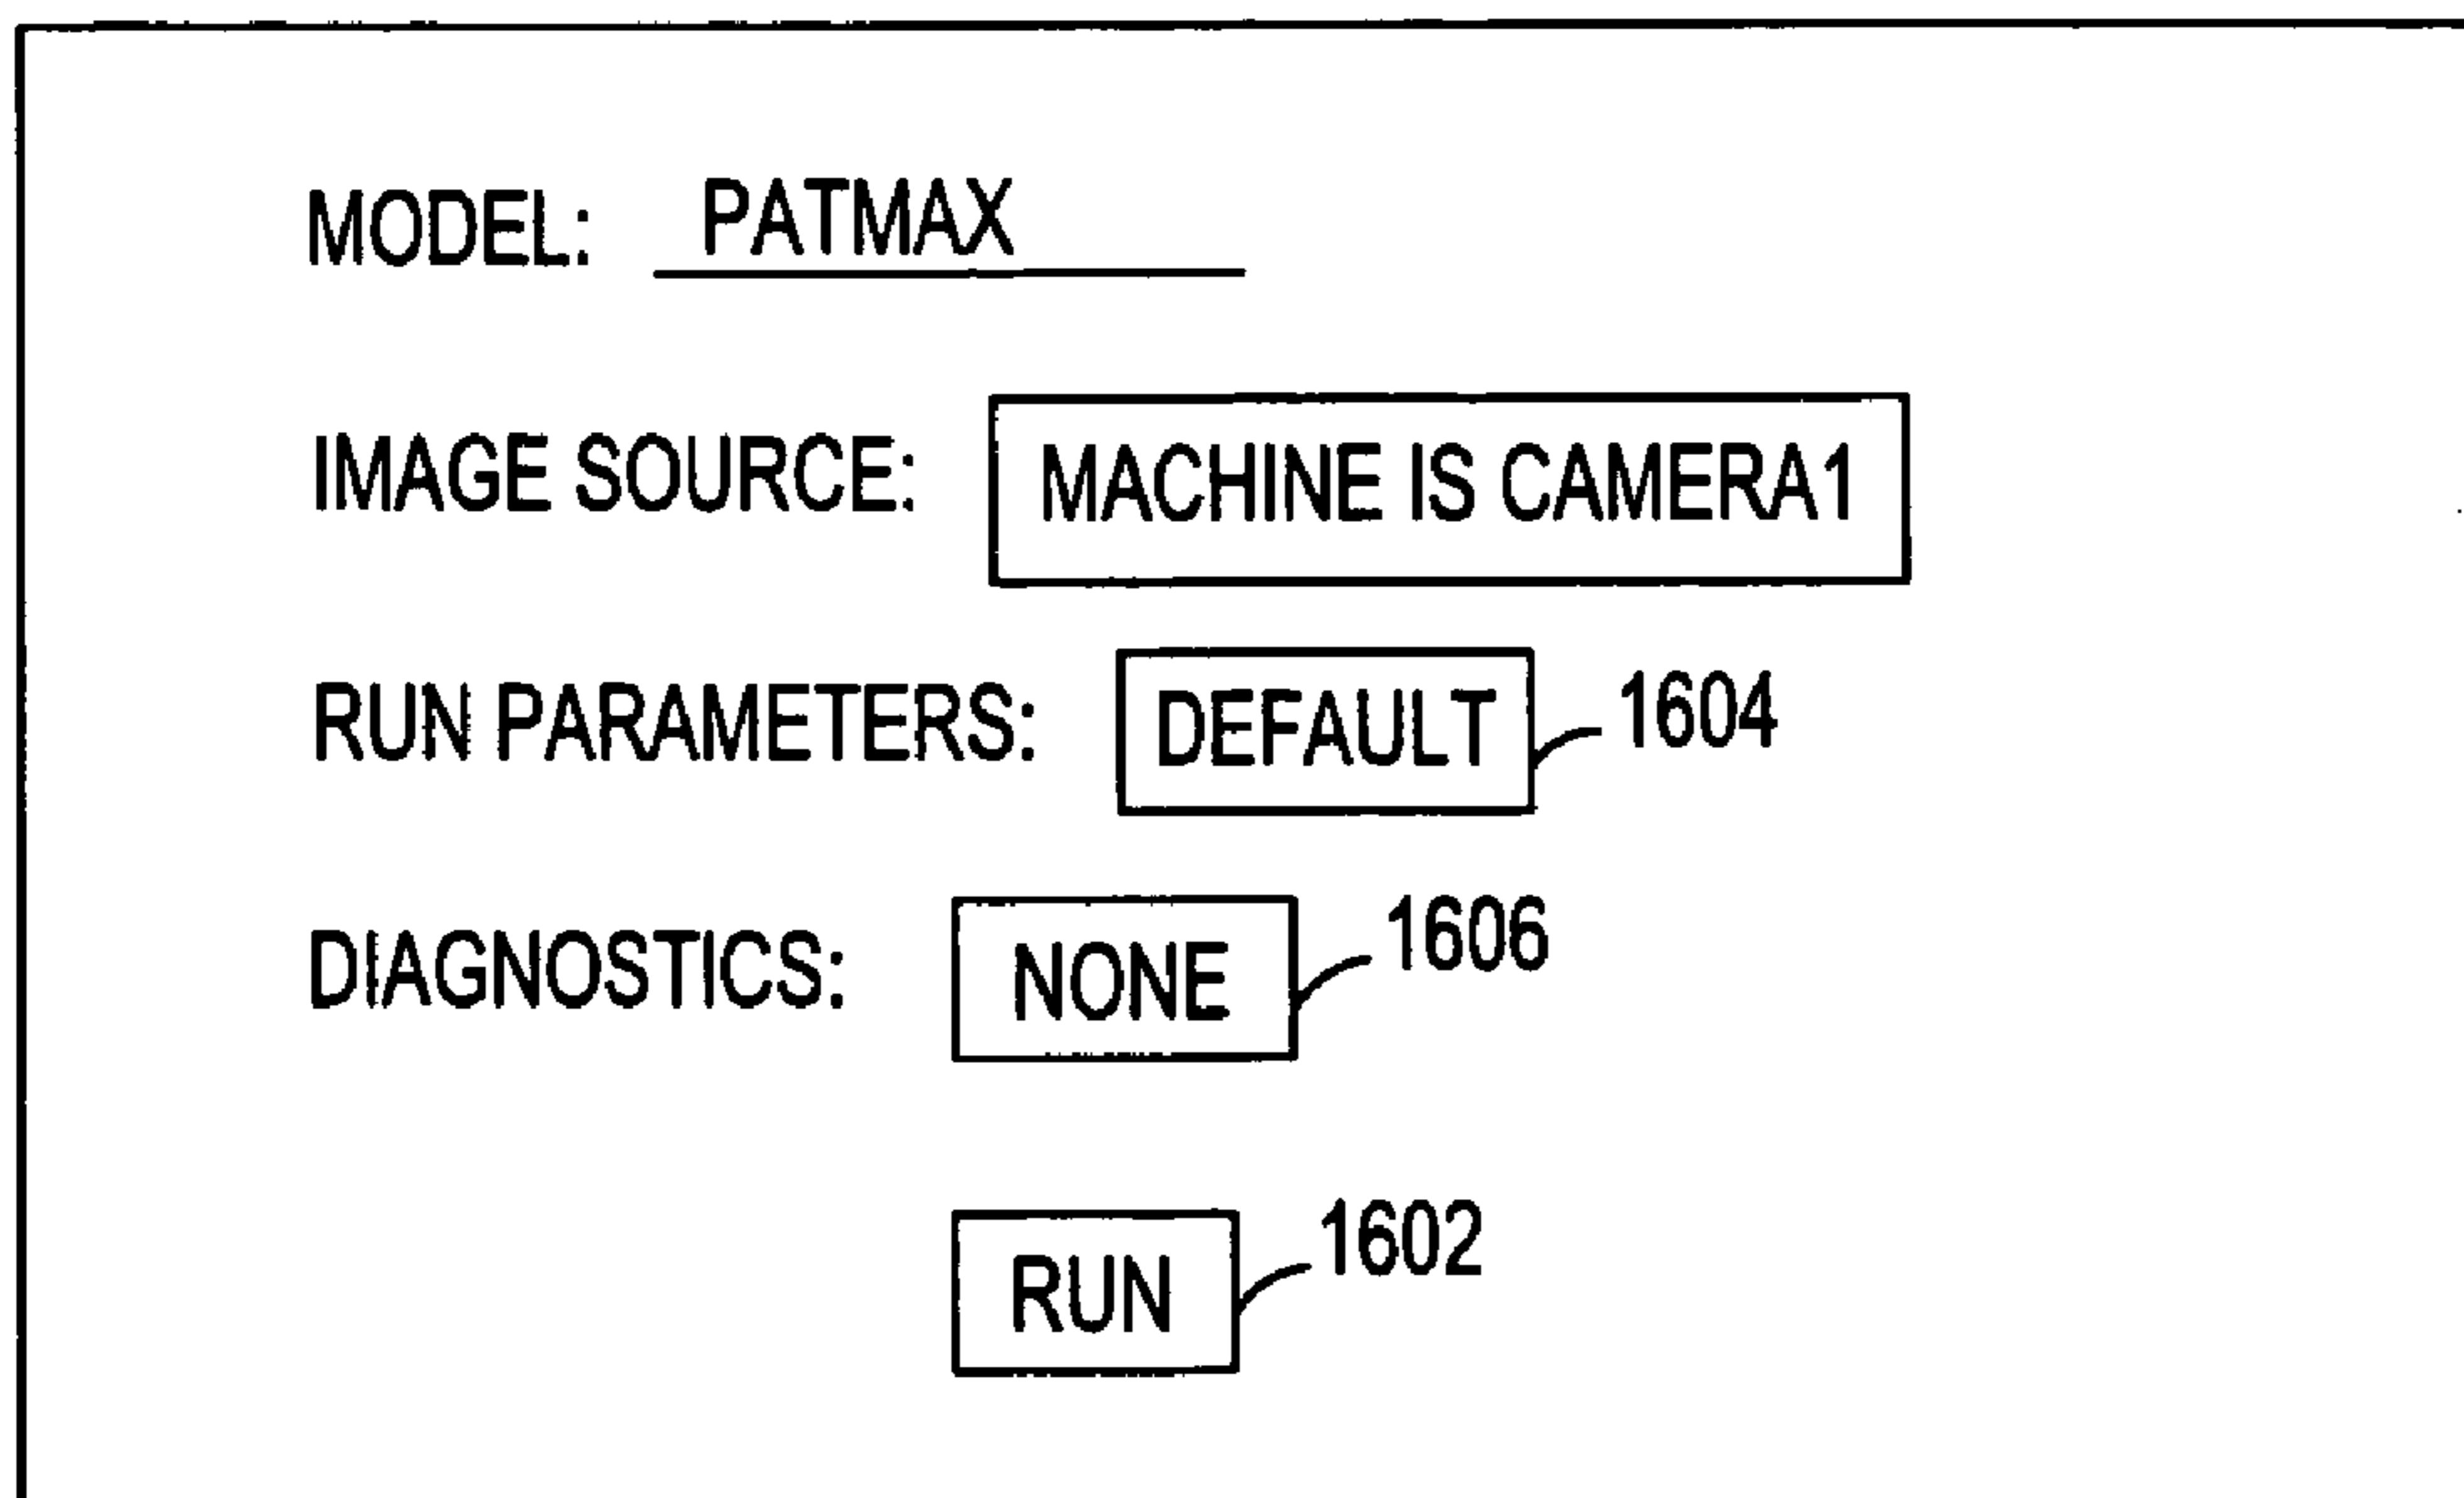 MODEL: PATMAX
IMAGE SOURCE: MACHINE IS CAMERA1
RUN PARAMETERS: DEFAULT 1604
DIAGNOSTICS: NONE 1606
RUN 1602